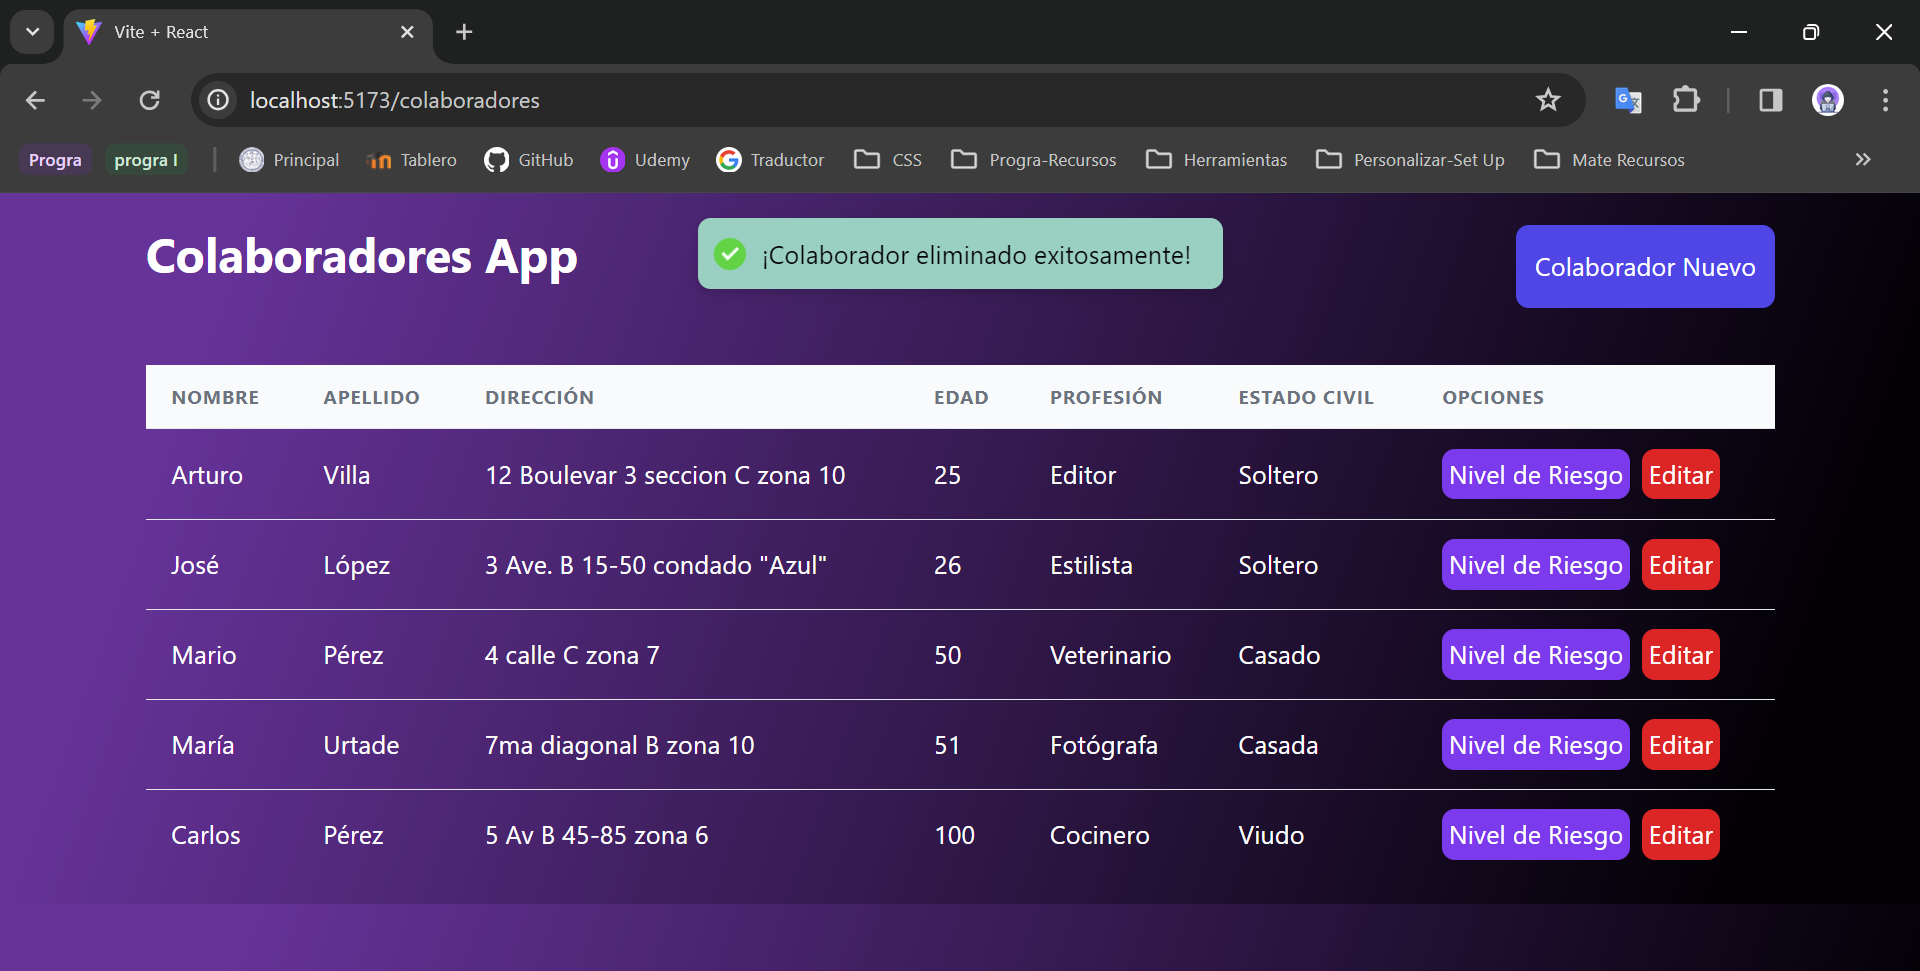 Vite + React
localhost:5173/colaboradores
Progra progra I Principal Tablero GitHub Udemy Traductor CSS Progra-Recursos Herramientas Personalizar-Set Up Mate Recursos
Colaboradores App
¡Colaborador eliminado exitosamente!
Colaborador Nuevo
NOMBRE APELLIDO DIRECCIÓN EDAD PROFESIÓN ESTADO CIVIL OPCIONES
Arturo Villa 12 Boulevar 3 seccion C zona 10 25 Editor Soltero Nivel de Riesgo Editar
José López 3 Ave. B 15-50 condado "Azul" 26 Estilista Soltero Nivel de Riesgo Editar
Mario Pérez 4 calle C zona 7 50 Veterinario Casado Nivel de Riesgo Editar
María Urtade 7ma diagonal B zona 10 51 Fotógrafa Casada Nivel de Riesgo Editar
Carlos Pérez 5 Av B 45-85 zona 6 100 Cocinero Viudo Nivel de Riesgo Editar